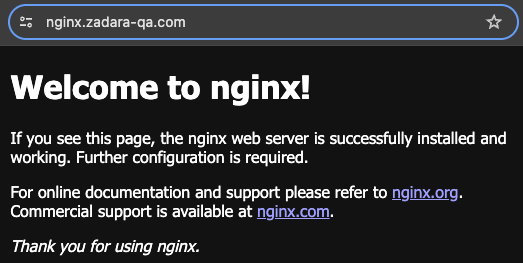 nginx.zadara-qa.com
Welcome to nginx!
If you see this page, the nginx web server is successfully installed and
working. Further configuration is required.
For online documentation and support please refer to nginx.org.
Commercial support is available at nginx.com.
Thank you for using nginx.